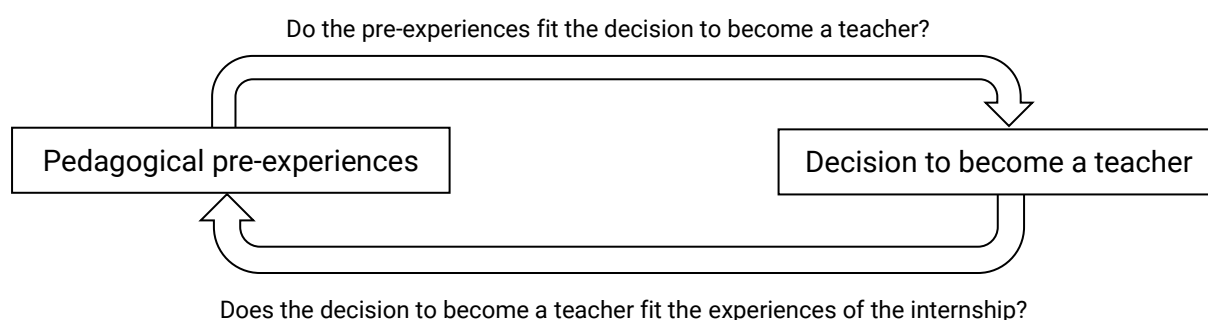 Do the pre-experiences fit the decision to become a teacher?
Pedagogical pre-experiences
Decision to become a teacher
Does the decision to become a teacher fit the experiences of the internship?